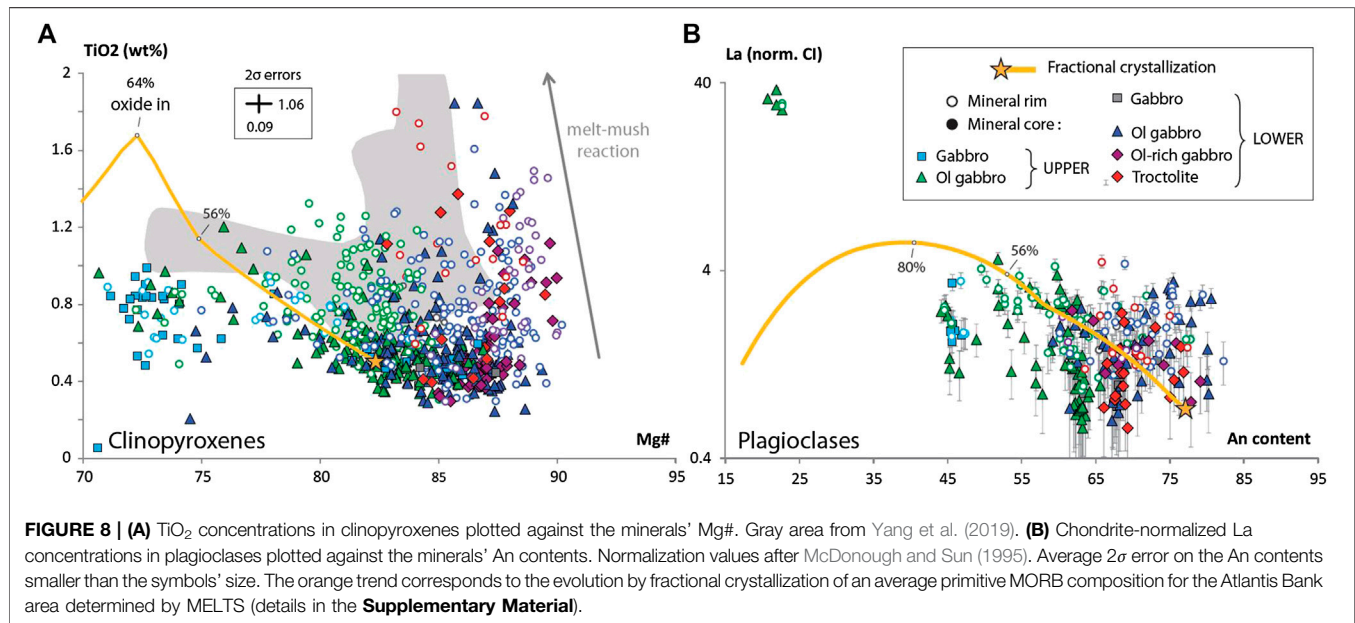 A
TiO2 (wt%)
2
1.6
1.2
0.8
0.4
0
64%
oxide in
2σ errors
1.06
0.09
56%
melt-mush
reaction
Clinopyroxenes
Mg#
70 75 80 85 90 95
B
La (norm. CI)
40
4
0.4
Fractional crystallization
Mineral rim
Mineral core :
Gabbro
Ol gabbro
UPPER
Gabbro
Ol gabbro
Ol-rich gabbro
Troctolite
LOWER
80%
56%
Plagioclases
An content
15 25 35 45 55 65 75 85 95
FIGURE 8 | (A) TiO₂ concentrations in clinopyroxenes plotted against the minerals' Mg#. Gray area from Yang et al. (2019). (B) Chondrite-normalized La
concentrations in plagioclases plotted against the minerals' An contents. Normalization values after McDonough and Sun (1995). Average 2σ error on the An contents
smaller than the symbols' size. The orange trend corresponds to the evolution by fractional crystallization of an average primitive MORB composition for the Atlantis Bank
area determined by MELTS (details in the Supplementary Material).